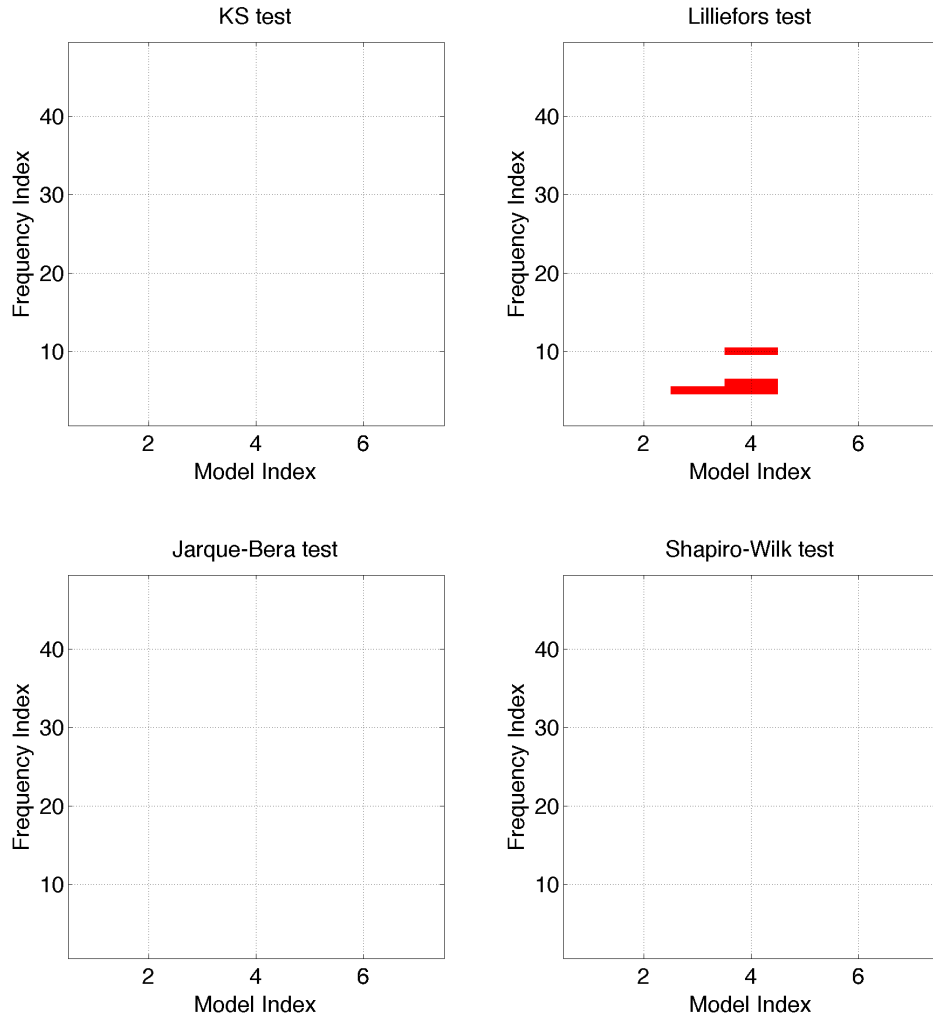 KS test
Frequency Index
40
30
20
10
2 4 6
Model Index
Lilliefors test
Frequency Index
40
30
20
10
2 4 6
Model Index
Jarque-Bera test
Frequency Index
40
30
20
10
2 4 6
Model Index
Shapiro-Wilk test
Frequency Index
40
30
20
10
2 4 6
Model Index